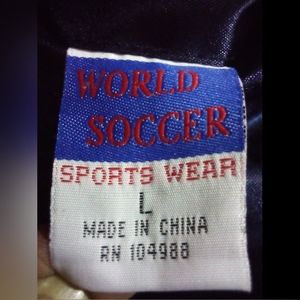 WORLD
SOCCER
SPORTS WEAR
L
MADE IN CHINA
RN 104988